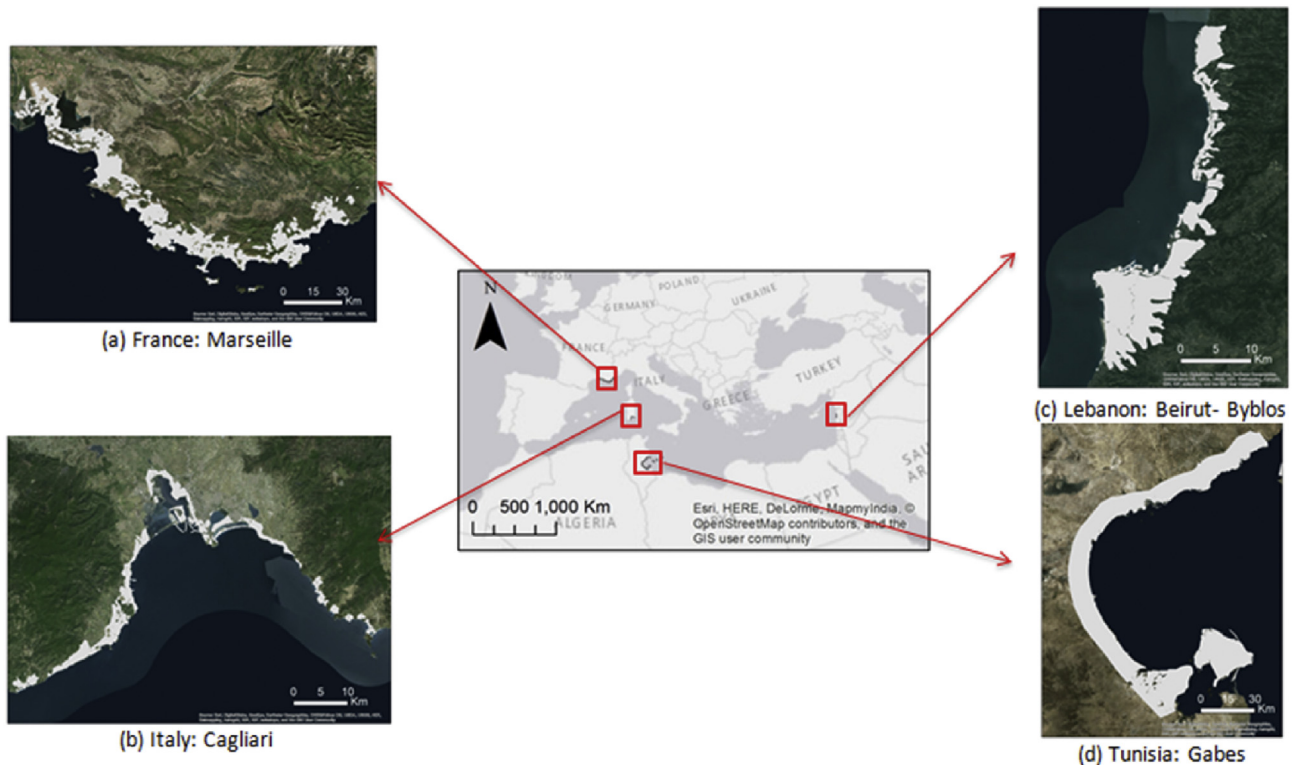 0 15 30
Km
(a) France: Marseille
0 5 10
Km
(b) Italy: Cagliari
N
POLAND
GERMANY
UKRAINE
FRANCE
ITALY
TURKEY
GREECE
0 500 1,000 Km
ALGERIA
EGYPT
Esri, HERE, DeLorme, MapmyIndia, ©
OpenStreetMap contributors, and the
GIS user community
0 5 10
Km
(c) Lebanon: Beirut- Byblos
0 15 30
Km
(d) Tunisia: Gabes